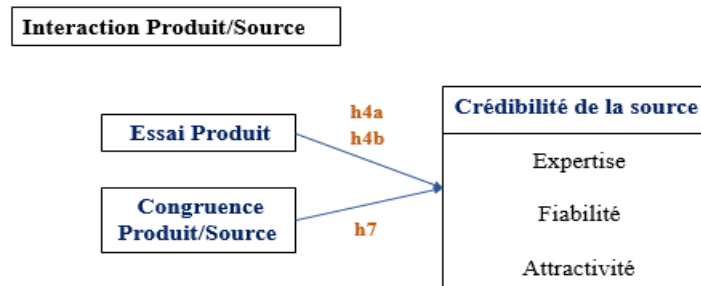 Interaction Produit/Source
Essai Produit
h4a
h4b
Congruence
Produit/Source
h7
Crédibilité de la source
Expertise
Fiabilité
Attractivité